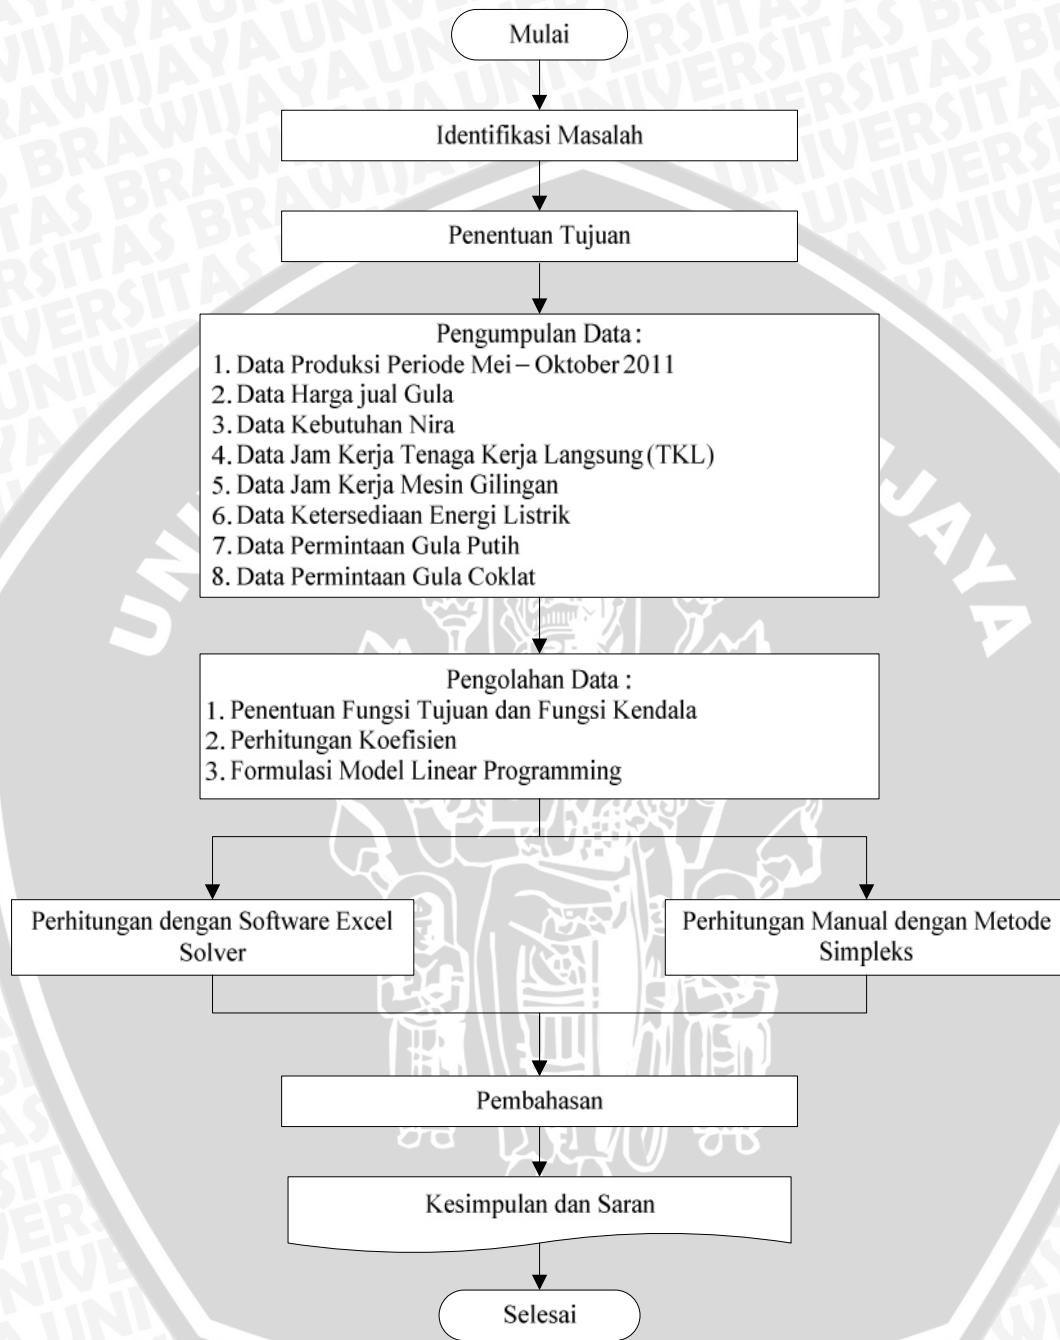 Mulai
Identifikasi Masalah
Penentuan Tujuan
Pengumpulan Data :
1. Data Produksi Periode Mei – Oktober 2011
2. Data Harga jual Gula
3. Data Kebutuhan Nira
4. Data Jam Kerja Tenaga Kerja Langsung (TKL)
5. Data Jam Kerja Mesin Gilingan
6. Data Ketersediaan Energi Listrik
7. Data Permintaan Gula Putih
8. Data Permintaan Gula Coklat
Pengolahan Data :
1. Penentuan Fungsi Tujuan dan Fungsi Kendala
2. Perhitungan Koefisien
3. Formulasi Model Linear Programming
Perhitungan dengan Software Excel
Solver
Perhitungan Manual dengan Metode
Simpleks
Pembahasan
Kesimpulan dan Saran
Selesai